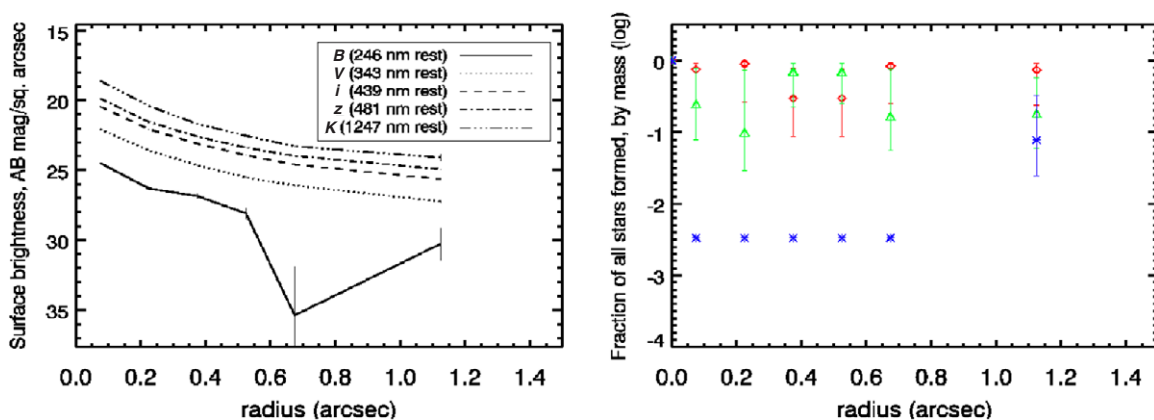 Surface brightness, AB mag/sq. arcsec
15
20
25
30
35
B (246 nm rest)
V (343 nm rest)
i (439 nm rest)
z (481 nm rest)
K (1247 nm rest)
0.0 0.2 0.4 0.6 0.8 1.0 1.2 1.4
radius (arcsec)
Fraction of all stars formed, by mass (log)
0
-1
-2
-3
-4
0.0 0.2 0.4 0.6 0.8 1.0 1.2 1.4
radius (arcsec)